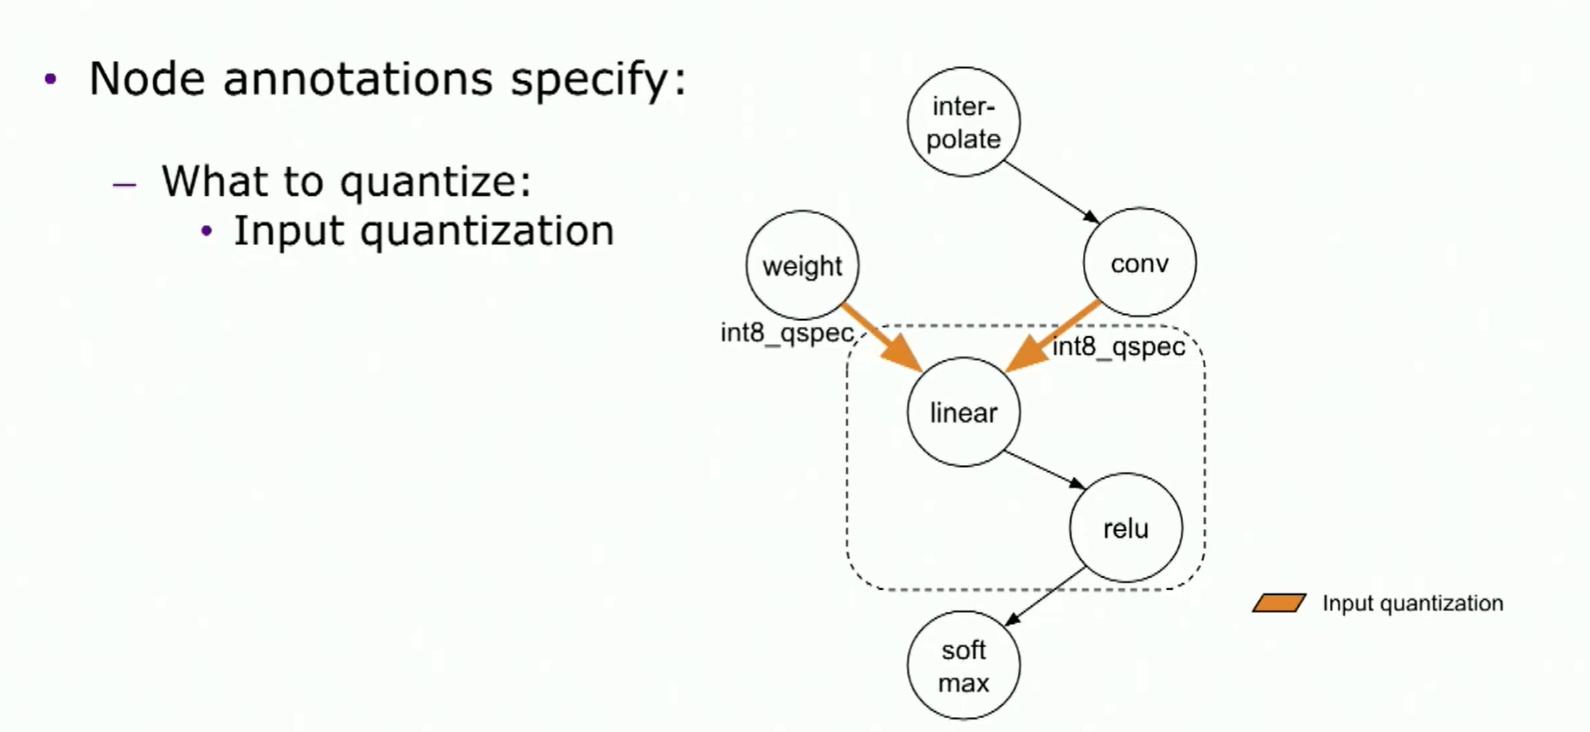 • Node annotations specify:
– What to quantize:
• Input quantization
inter-
polate
weight
conv
int8_qspec
int8_qspec
linear
relu
Input quantization
soft
max